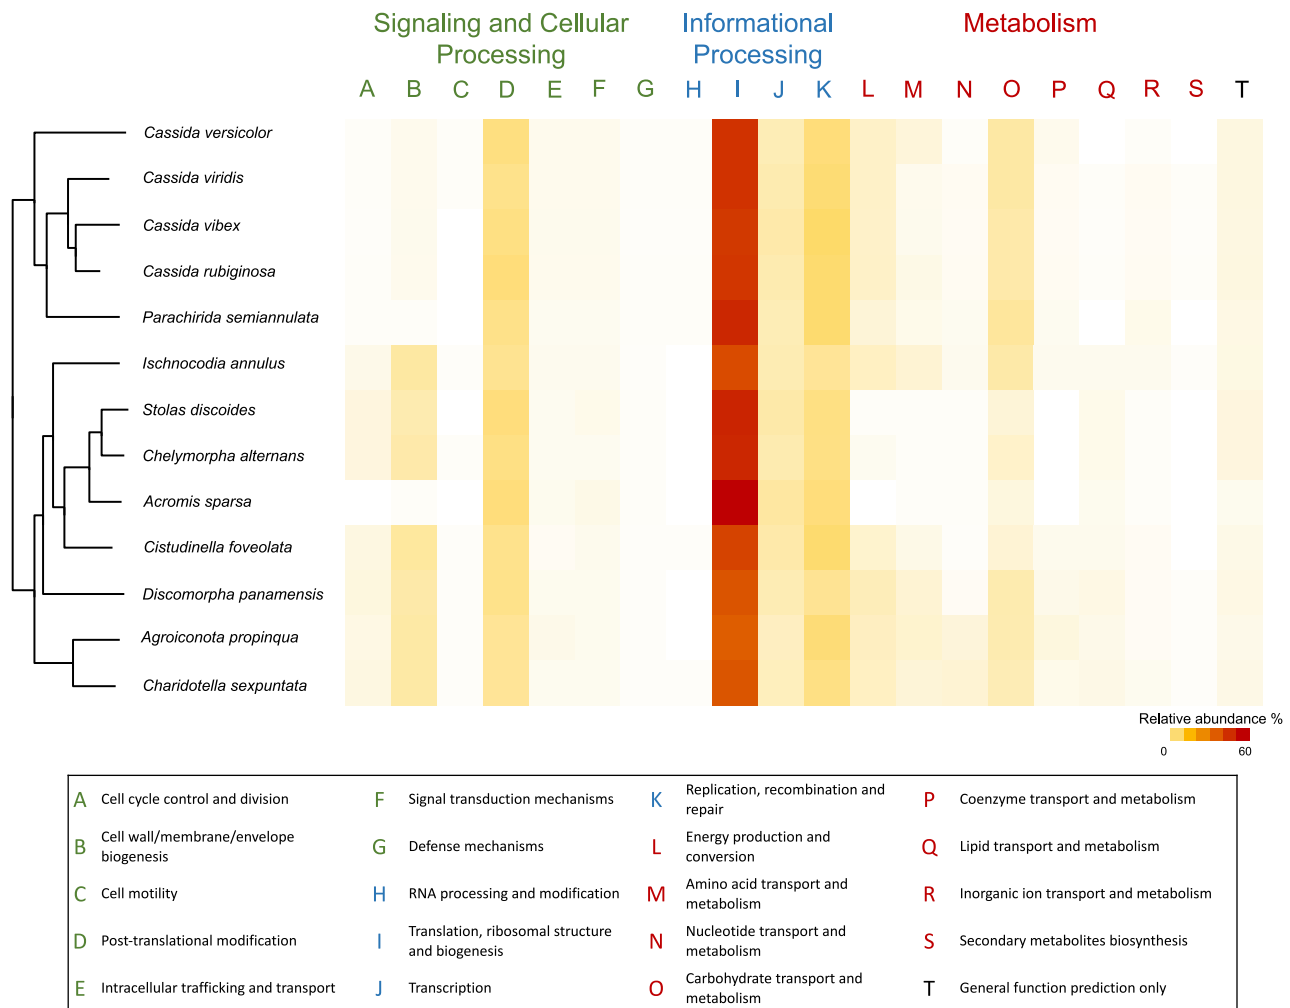 Signaling and Cellular Processing
Informational Processing
Metabolism
A B C D E F G H I J K L M N O P Q R S T
Cassida versicolor
Cassida viridis
Cassida vibex
Cassida rubiginosa
Parachirida semiannulata
Ischnocodia annulus
Stolas discoides
Chelymorpha alternans
Acromis sparsa
Cistudinella foveolata
Discomorpha panamensis
Agroiconota propinqua
Charidotella sexpuntata
Relative abundance %
0 60
A Cell cycle control and division
B Cell wall/membrane/envelope
biogenesis
C Cell motility
D Post-translational modification
E Intracellular trafficking and transport
F Signal transduction mechanisms
G Defense mechanisms
H RNA processing and modification
I Translation, ribosomal structure
and biogenesis
J Transcription
K Replication, recombination and
repair
L Energy production and
conversion
M Amino acid transport and
metabolism
N Nucleotide transport and
metabolism
O Carbohydrate transport and
metabolism
P Coenzyme transport and metabolism
Q Lipid transport and metabolism
R Inorganic ion transport and metabolism
S Secondary metabolites biosynthesis
T General function prediction only